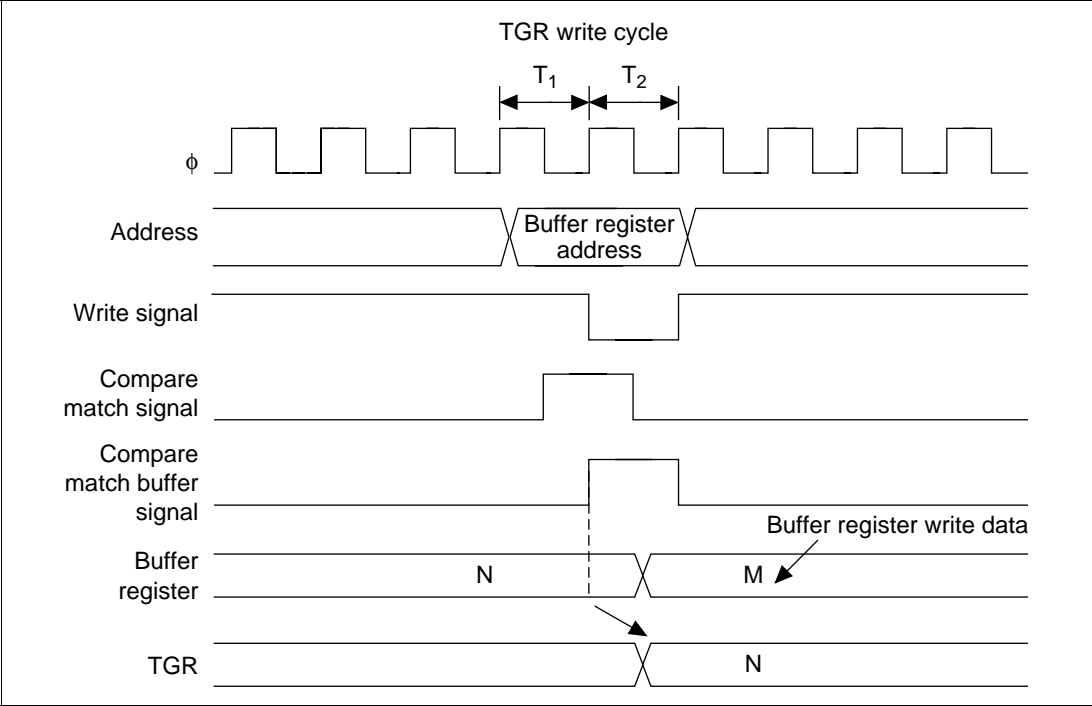 TGR write cycle
T1 T2
φ
Address
Buffer register
address
Write signal
Compare
match signal
Compare
match buffer
signal
Buffer register write data
Buffer
register
N M
TGR
N